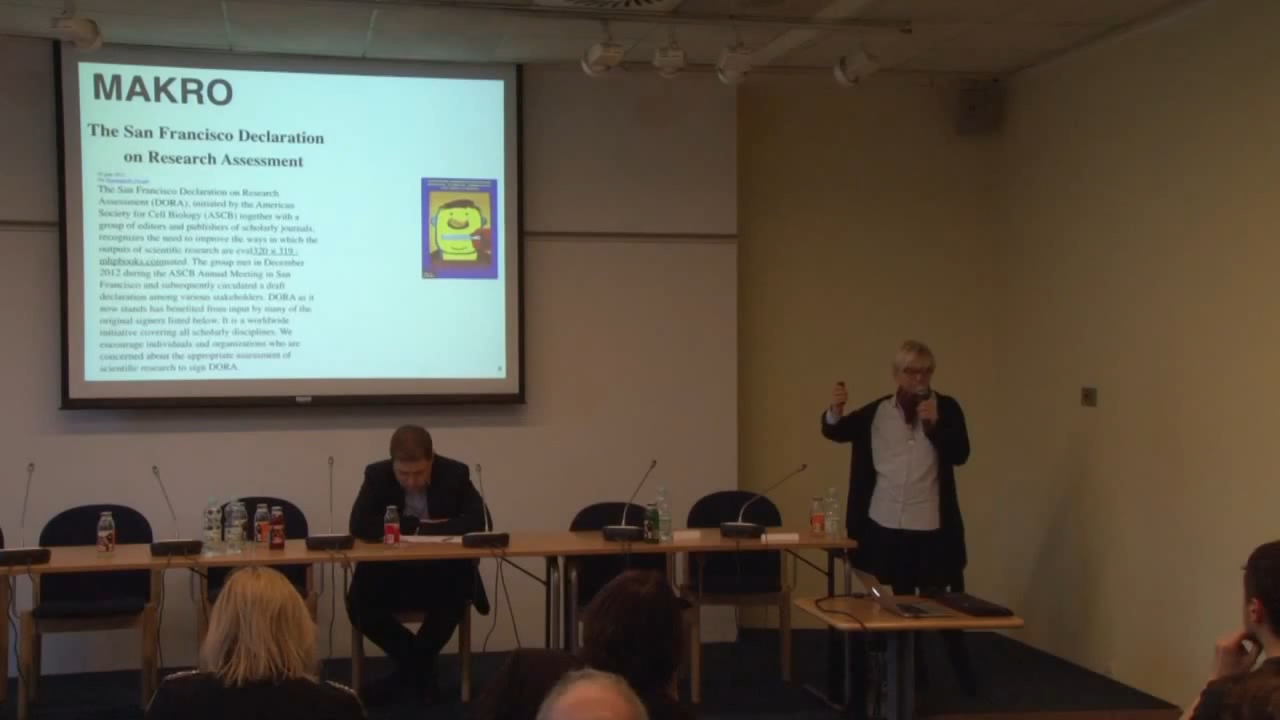 MAKRO
The San Francisco Declaration
on Research Assessment
The San Francisco Declaration on Research
Assessment (DORA), initiated by the American
Society for Cell Biology (ASCB) together with a
group of editors and publishers of scholarly journals,
recognizes the need to improve the ways in which the
outputs of scientific research are eval320 × 319 -
mhpbooks.comuated. The group met in December
2012 during the ASCB Annual Meeting in San
Francisco and subsequently circulated a draft
declaration among various stakeholders. DORA as it
now stands has benefited from input by many of the
original signers listed below. It is a worldwide
initiative covering all scholarly disciplines. We
encourage individuals and organizations who are
concerned about the appropriate assessment of
scientific research to sign DORA.